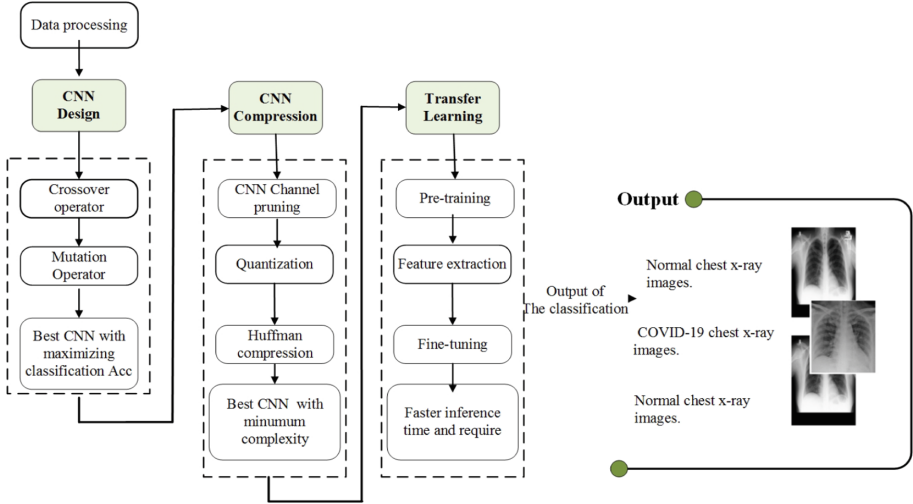 Data processing
CNN
Design
Crossover
operator
Mutation
Operator
Best CNN with
maximizing
classification Acc
CNN
Compression
CNN Channel
pruning
Quantization
Huffman
compression
Best CNN with
minumum
complexity
Transfer
Learning
Pre-training
Feature extraction
Fine-tuning
Faster inference
time and require
Output of
The classification
Output
Normal chest x-ray
images.
COVID-19 chest x-ray
images.
Normal chest x-ray
images.